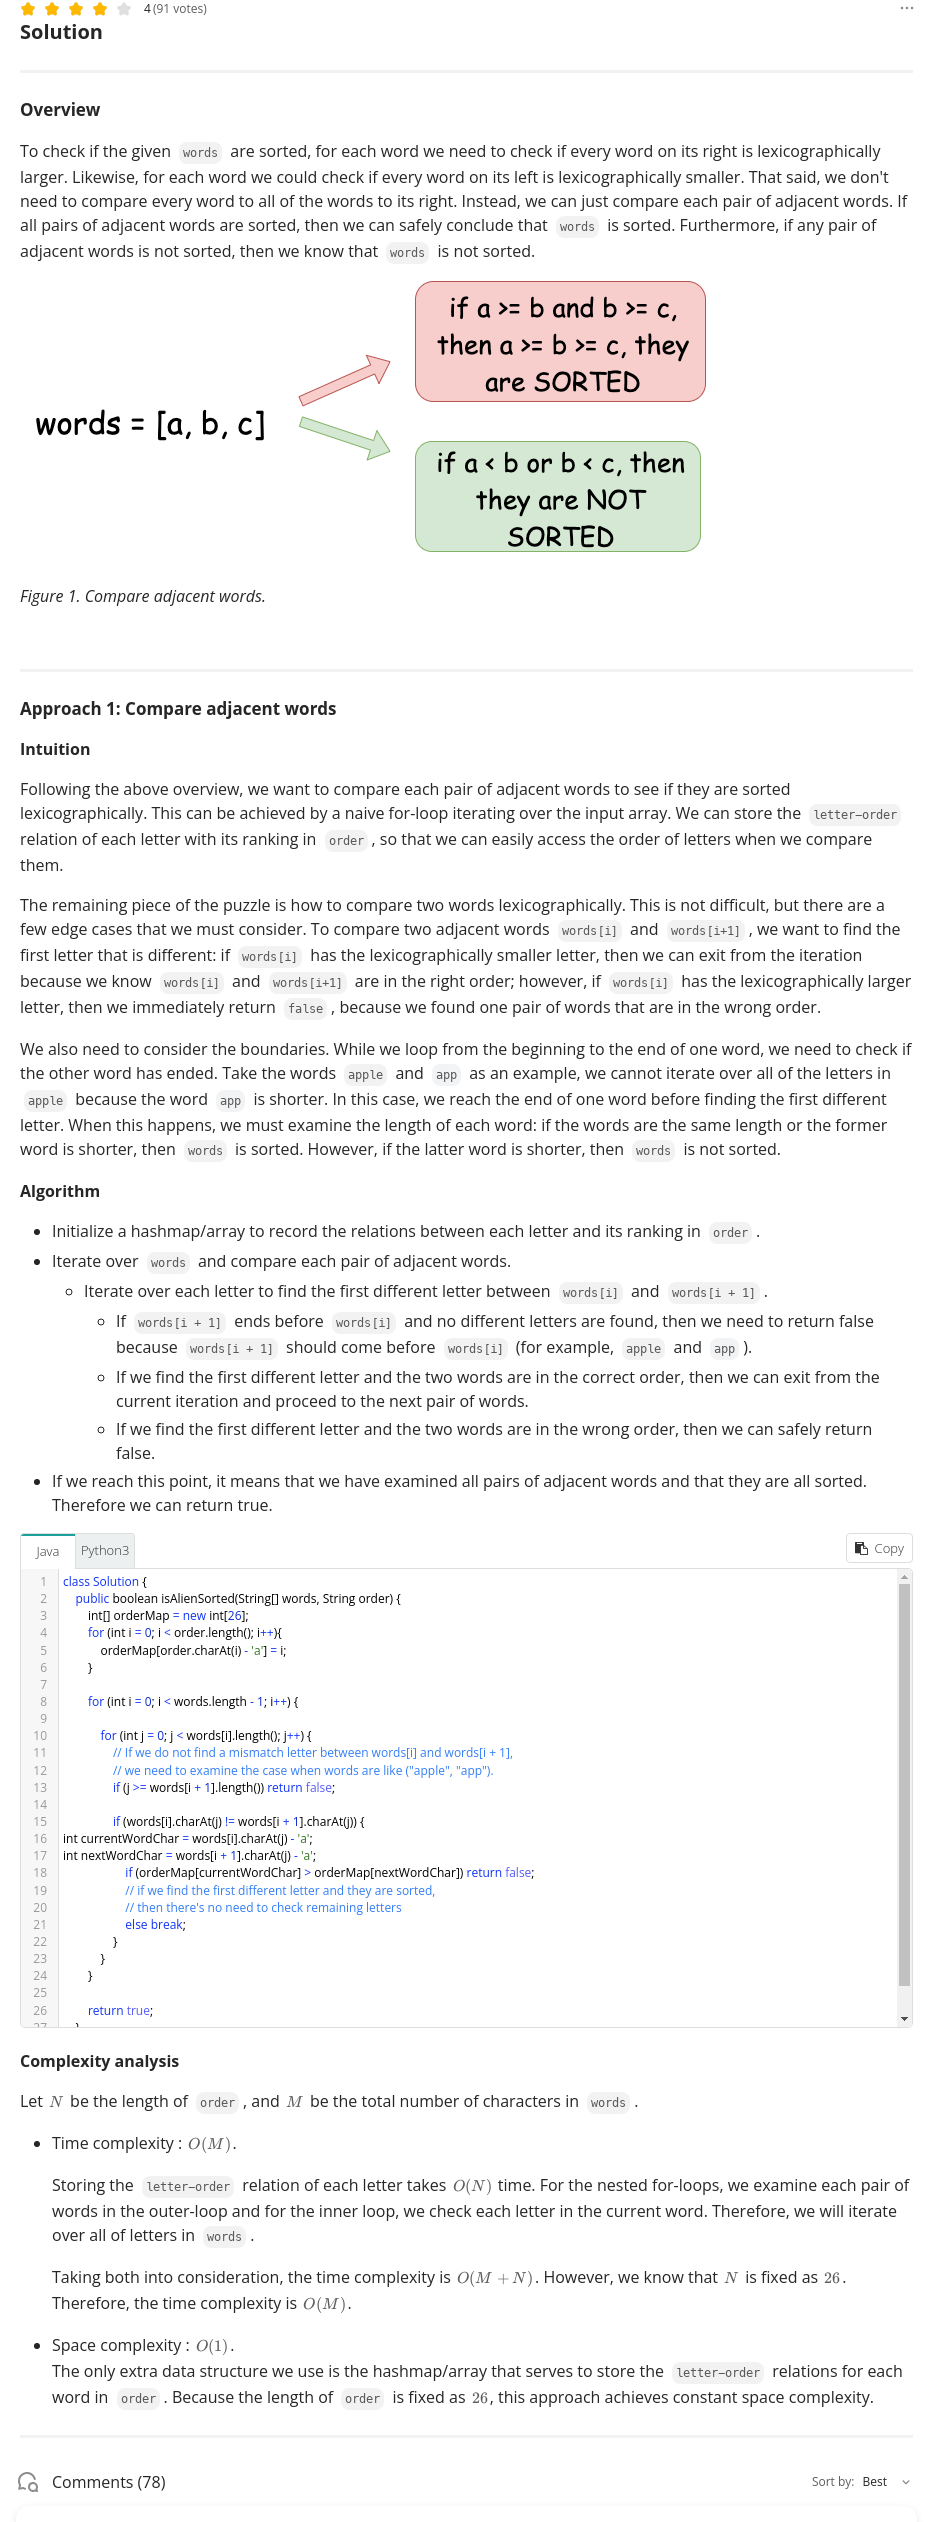 4 (91 votes)
Solution
Overview
To check if the given words are sorted, for each word we need to check if every word on its right is lexicographically
larger. Likewise, for each word we could check if every word on its left is lexicographically smaller. That said, we don't
need to compare every word to all of the words to its right. Instead, we can just compare each pair of adjacent words. If
all pairs of adjacent words are sorted, then we can safely conclude that words is sorted. Furthermore, if any pair of
adjacent words is not sorted, then we know that words is not sorted.
if a >= b and b >= c,
then a >= b >= c, they
are SORTED
words = [a, b, c]
if a < b or b < c, then
they are NOT
SORTED
Figure 1. Compare adjacent words.
Approach 1: Compare adjacent words
Intuition
Following the above overview, we want to compare each pair of adjacent words to see if they are sorted
lexicographically. This can be achieved by a naive for-loop iterating over the input array. We can store the letter-order
relation of each letter with its ranking in order , so that we can easily access the order of letters when we compare
them.
The remaining piece of the puzzle is how to compare two words lexicographically. This is not difficult, but there are a
few edge cases that we must consider. To compare two adjacent words words[i] and words[i+1] , we want to find the
first letter that is different: if words[i] has the lexicographically smaller letter, then we can exit from the iteration
because we know words[i] and words[i+1] are in the right order; however, if words[i] has the lexicographically larger
letter, then we immediately return false , because we found one pair of words that are in the wrong order.
We also need to consider the boundaries. While we loop from the beginning to the end of one word, we need to check if
the other word has ended. Take the words apple and app as an example, we cannot iterate over all of the letters in
apple because the word app is shorter. In this case, we reach the end of one word before finding the first different
letter. When this happens, we must examine the length of each word: if the words are the same length or the former
word is shorter, then words is sorted. However, if the latter word is shorter, then words is not sorted.
Algorithm
• Initialize a hashmap/array to record the relations between each letter and its ranking in order .
• Iterate over words and compare each pair of adjacent words.
◦ Iterate over each letter to find the first different letter between words[i] and words[i + 1] .
◦ If words[i + 1] ends before words[i] and no different letters are found, then we need to return false
because words[i + 1] should come before words[i] (for example, apple and app ).
◦ If we find the first different letter and the two words are in the correct order, then we can exit from the
current iteration and proceed to the next pair of words.
◦ If we find the first different letter and the two words are in the wrong order, then we can safely return
false.
• If we reach this point, it means that we have examined all pairs of adjacent words and that they are all sorted.
Therefore we can return true.
Java Python3 Copy
1 class Solution {
2 public boolean isAlienSorted(String[] words, String order) {
3 int[] orderMap = new int[26];
4 for (int i = 0; i < order.length(); i++){
5 orderMap[order.charAt(i) - 'a'] = i;
6 }
7
8 for (int i = 0; i < words.length - 1; i++) {
9
10 for (int j = 0; j < words[i].length(); j++) {
11 // If we do not find a mismatch letter between words[i] and words[i + 1],
12 // we need to examine the case when words are like ("apple", "app").
13 if (j >= words[i + 1].length()) return false;
14
15 if (words[i].charAt(j) != words[i + 1].charAt(j)) {
16 int currentWordChar = words[i].charAt(j) - 'a';
17 int nextWordChar = words[i + 1].charAt(j) - 'a';
18 if (orderMap[currentWordChar] > orderMap[nextWordChar]) return false;
19 // if we find the first different letter and they are sorted,
20 // then there's no need to check remaining letters
21 else break;
22 }
23 }
24 }
25
26 return true;
27 }
Complexity analysis
Let N be the length of order , and M be the total number of characters in words .
• Time complexity : O(M).
Storing the letter-order relation of each letter takes O(N) time. For the nested for-loops, we examine each pair of
words in the outer-loop and for the inner loop, we check each letter in the current word. Therefore, we will iterate
over all of letters in words .
Taking both into consideration, the time complexity is O(M + N). However, we know that N is fixed as 26.
Therefore, the time complexity is O(M).
• Space complexity : O(1).
The only extra data structure we use is the hashmap/array that serves to store the letter-order relations for each
word in order . Because the length of order is fixed as 26, this approach achieves constant space complexity.
Comments (78) Sort by: Best